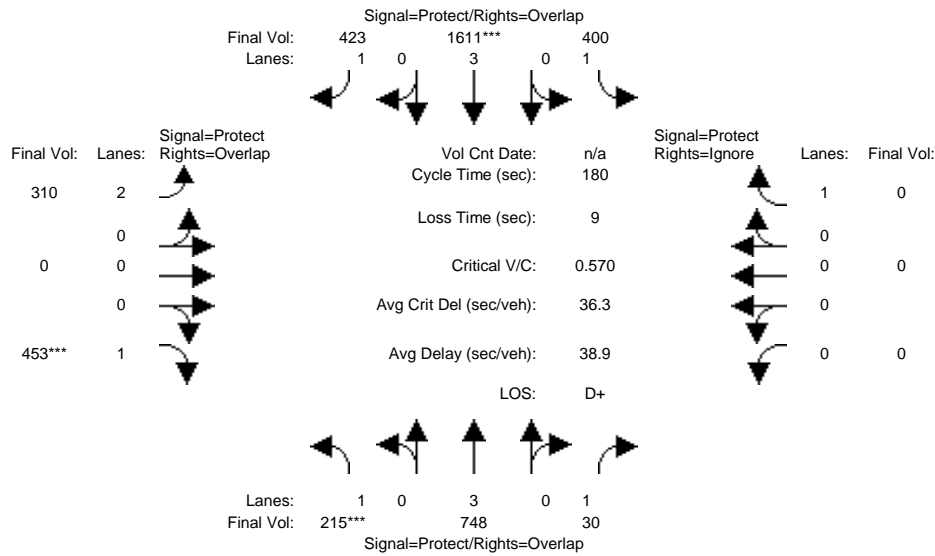 Signal=Protect/Rights=Overlap
Final Vol: 423 1611*** 400
Lanes: 1 0 3 0 1
Signal=Protect Signal=Protect
Final Vol: Lanes: Rights=Overlap Vol Cnt Date: n/a Rights=Ignore Lanes: Final Vol:
Cycle Time (sec): 180
310 2 1 0
Loss Time (sec): 9
0 0
0 0 Critical V/C: 0.570 0 0
0 Avg Crit Del (sec/veh): 36.3 0
453*** 1 Avg Delay (sec/veh): 38.9 0 0
LOS: D+
Lanes: 1 0 3 0 1
Final Vol: 215*** 748 30
Signal=Protect/Rights=Overlap